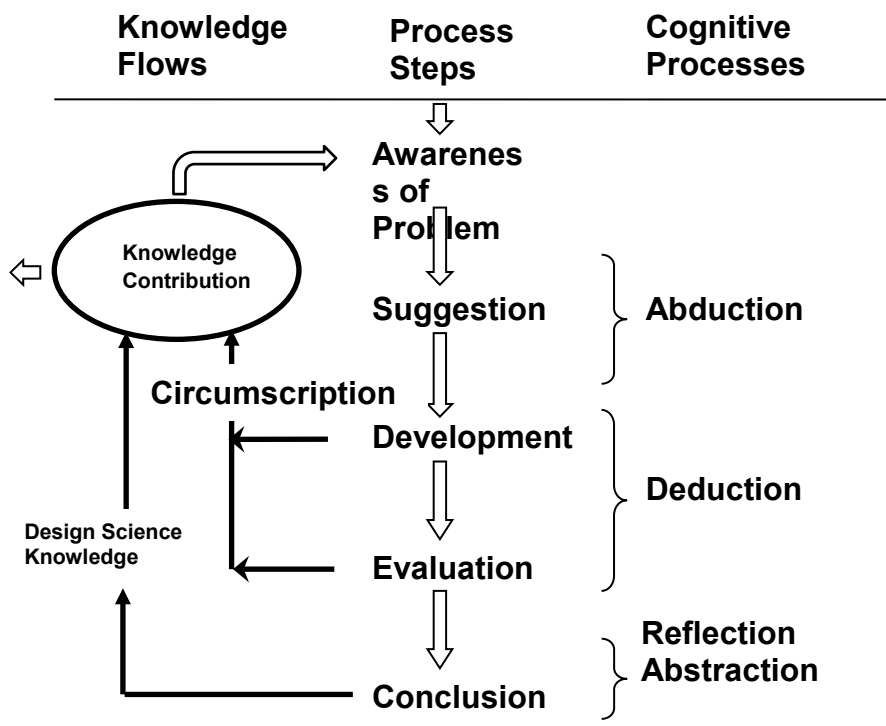 Knowledge
Flows
Process
Steps
Cognitive
Processes
Awarenes
s of
Problem
Knowledge
Contribution
Suggestion
Abduction
Circumscription
Development
Deduction
Design Science
Knowledge
Evaluation
Reflection
Abstraction
Conclusion